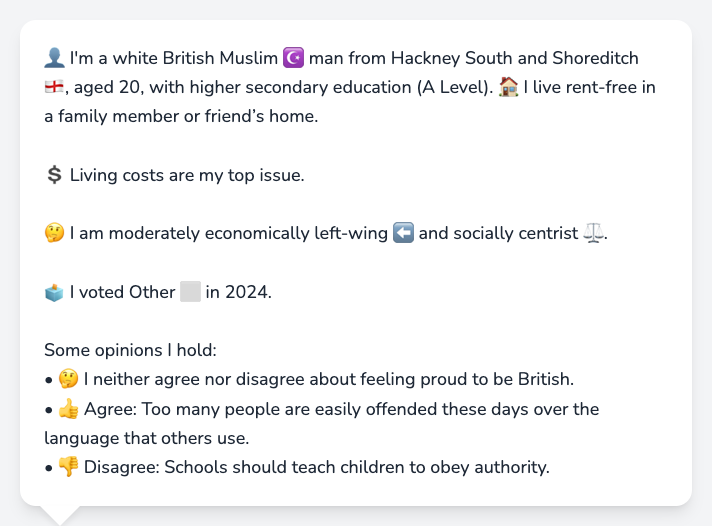 👤 I'm a white British Muslim ☪️ man from Hackney South and Shoreditch
🏴󠁧󠁢󠁥󠁮󠁧󠁿, aged 20, with higher secondary education (A Level). 🏠 I live rent-free in
a family member or friend’s home.
💲 Living costs are my top issue.
🤔 I am moderately economically left-wing ⬅️ and socially centrist ⚖️.
🗳️ I voted Other ⬜ in 2024.
Some opinions I hold:
• 🤔 I neither agree nor disagree about feeling proud to be British.
• 👍 Agree: Too many people are easily offended these days over the
language that others use.
• 👎 Disagree: Schools should teach children to obey authority.